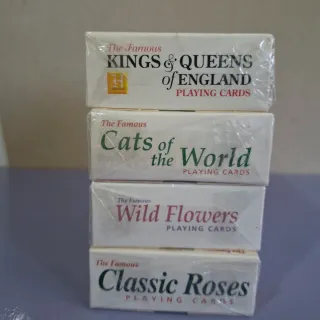 The Famous
KINGS & QUEENS
of ENGLAND
PLAYING CARDS
The Famous
Cats of
the World
PLAYING CARDS
The Famous
Wild Flowers
PLAYING CARDS
The Famous
Classic Roses
PLAYING CARDS